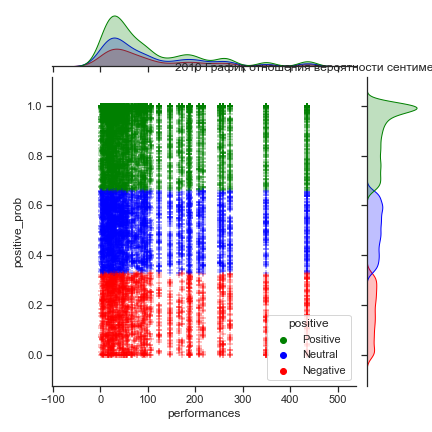 график отношения вероятности сентиме
1.0
0.8
0.6
0.4
0.2
0.0
positive_prob
positive
Positive
Neutral
Negative
−100
0
100
200
300
400
500
performances